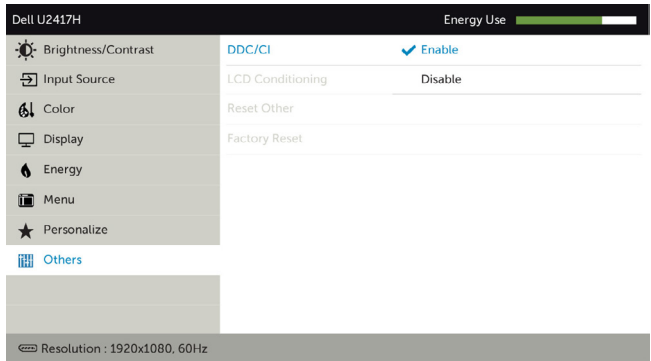 Dell U2417H Energy Use
Brightness/Contrast DDC/CI Enable
Input Source LCD Conditioning Disable
Color Reset Other
Display Factory Reset
Energy
Menu
Personalize
Others
Resolution : 1920x1080, 60Hz